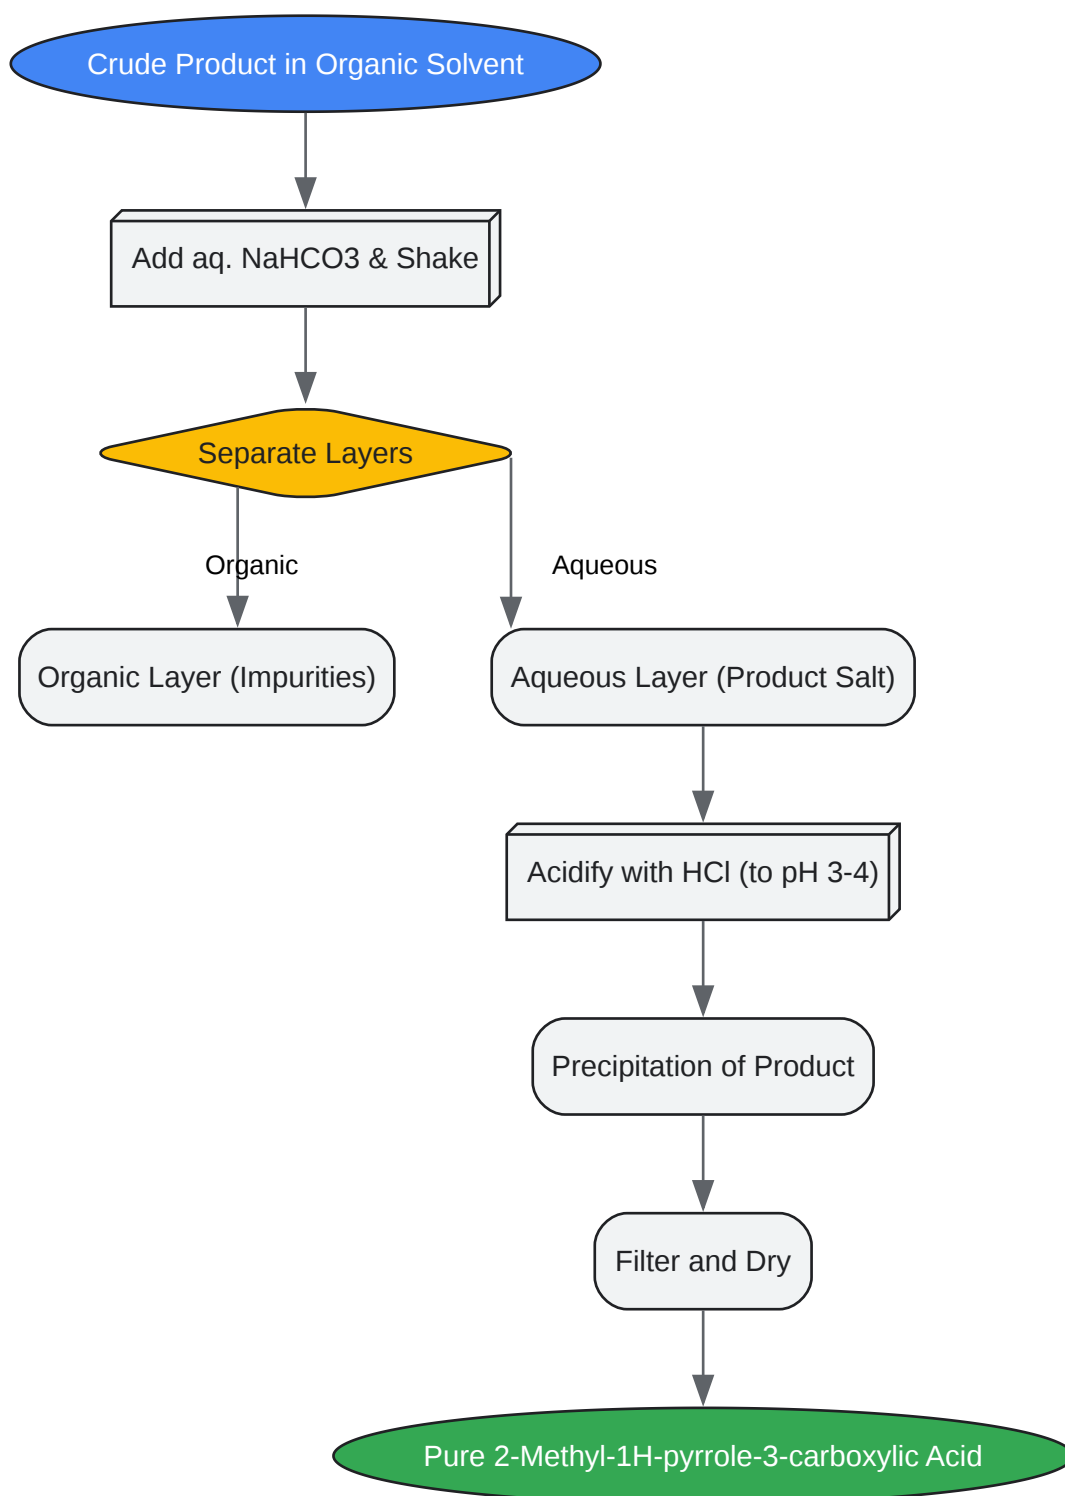 Crude Product in Organic Solvent
Add aq. NaHCO3 & Shake
Separate Layers
Organic
Aqueous
Organic Layer (Impurities)
Aqueous Layer (Product Salt)
Acidify with HCl (to pH 3-4)
Precipitation of Product
Filter and Dry
Pure 2-Methyl-1H-pyrrole-3-carboxylic Acid